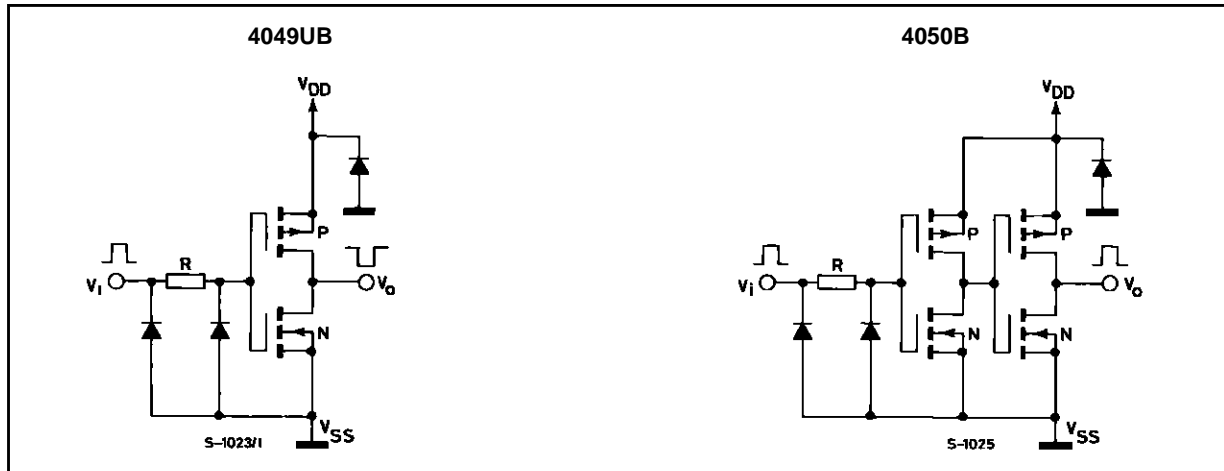 4049UB
VDD
P
R
VI
Vo
N
VSS
S-1023/1
4050B
VDD
P
P
R
Vi
Vo
N
N
VSS
S-1025